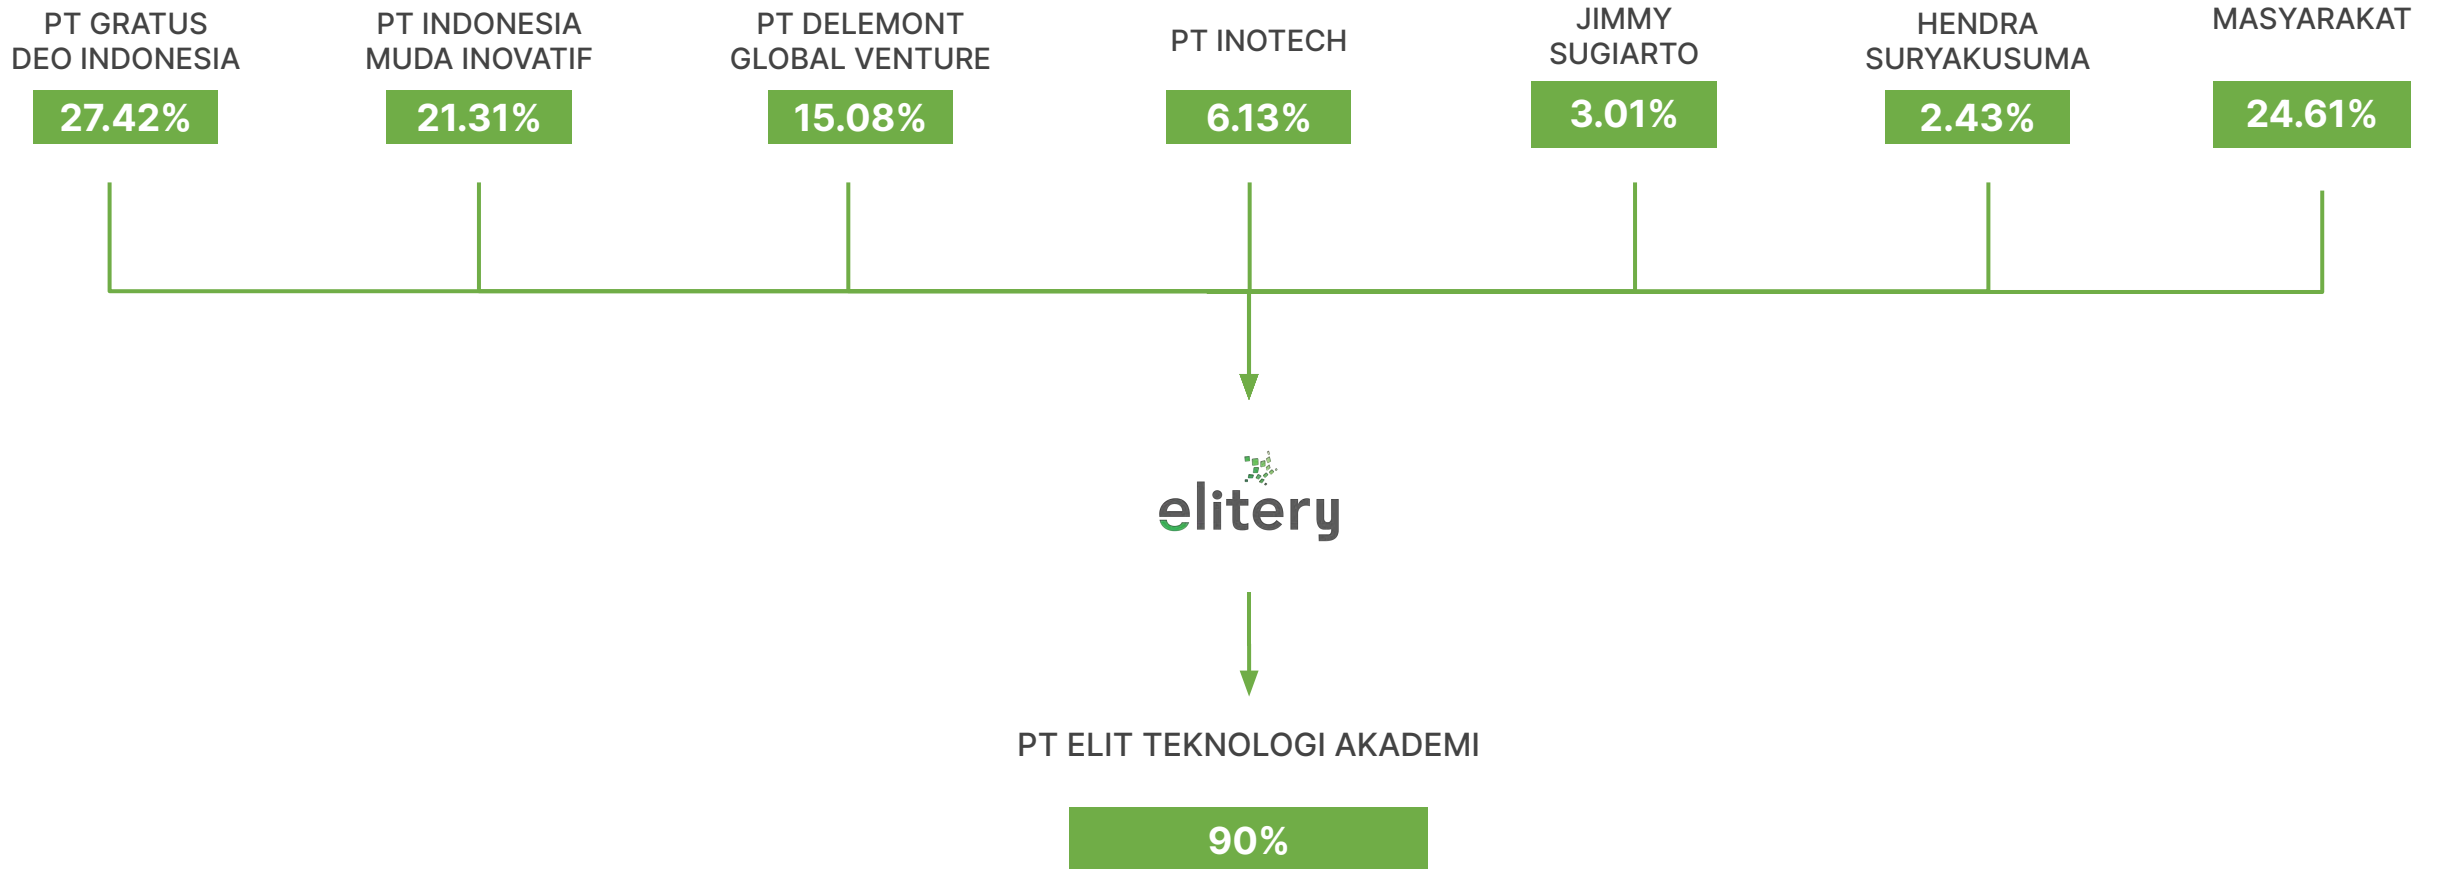 PT GRATUS
DEO INDONESIA
27.42%
PT INDONESIA
MUDA INOVATIF
21.31%
PT DELEMONT
GLOBAL VENTURE
15.08%
PT INOTECH
6.13%
JIMMY
SUGIARTO
3.01%
HENDRA
SURYAKUSUMA
2.43%
MASYARAKAT
24.61%
elitery
PT ELIT TEKNOLOGI AKADEMI
90%